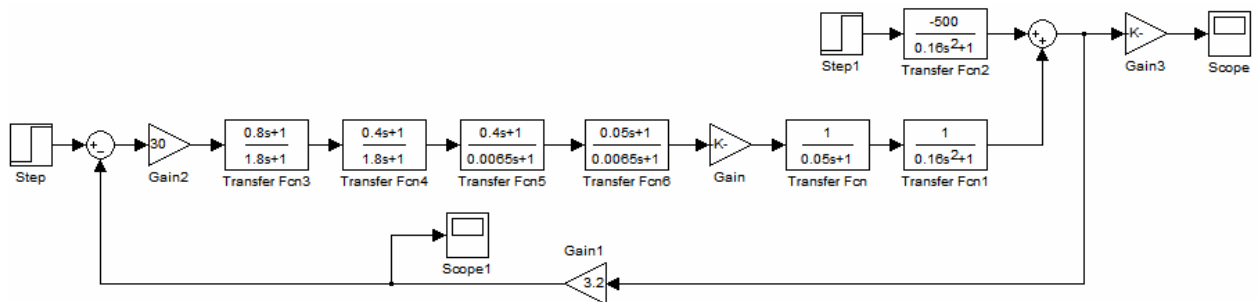 -500
0.16s2+1
+
+
-K-
Step1
Transfer Fcn2
Gain3
Scope
+
-
30
0.8s+1
1.8s+1
0.4s+1
1.8s+1
0.4s+1
0.0065s+1
0.05s+1
0.0065s+1
-K-
1
0.05s+1
1
0.16s2+1
Step
Gain2
Transfer Fcn3
Transfer Fcn4
Transfer Fcn5
Transfer Fcn6
Gain
Transfer Fcn
Transfer Fcn1
Scope1
Gain1
3.2